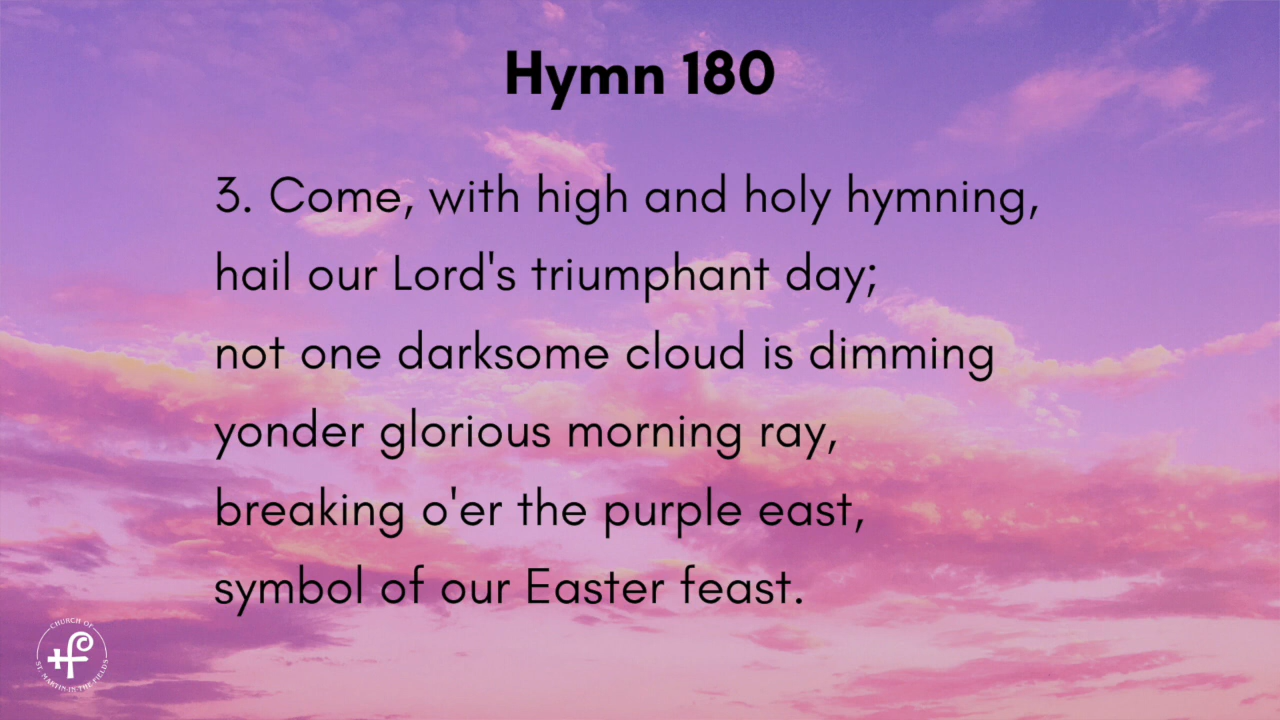 Hymn 180
3. Come, with high and holy hymning,
hail our Lord's triumphant day;
not one darksome cloud is dimming
yonder glorious morning ray,
breaking o'er the purple east,
symbol of our Easter feast.
CHURCH OF
ST. MARTIN-IN-THE-FIELDS